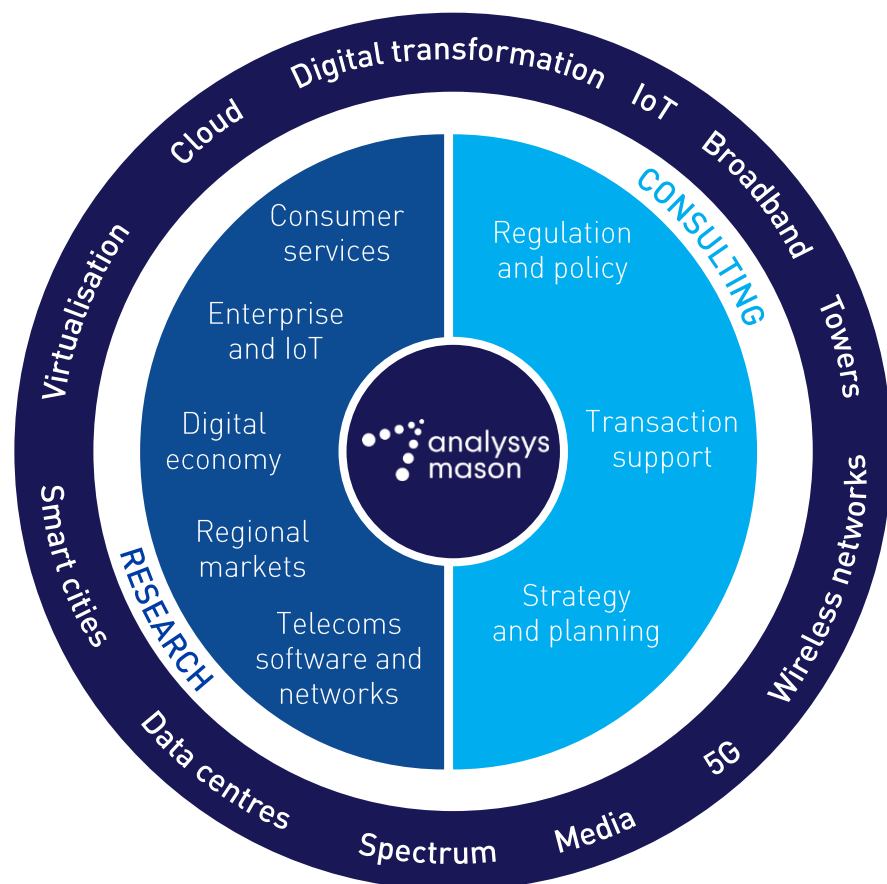 Digital transformation
IoT
Broadband
Towers
Wireless networks
5G
Media
Spectrum
Data centres
Smart cities
Virtualisation
Cloud
RESEARCH
Consumer
services
Enterprise
and IoT
Digital
economy
Regional
markets
Telecoms
software and
networks
CONSULTING
Regulation
and policy
Transaction
support
Strategy
and planning
analysys
mason